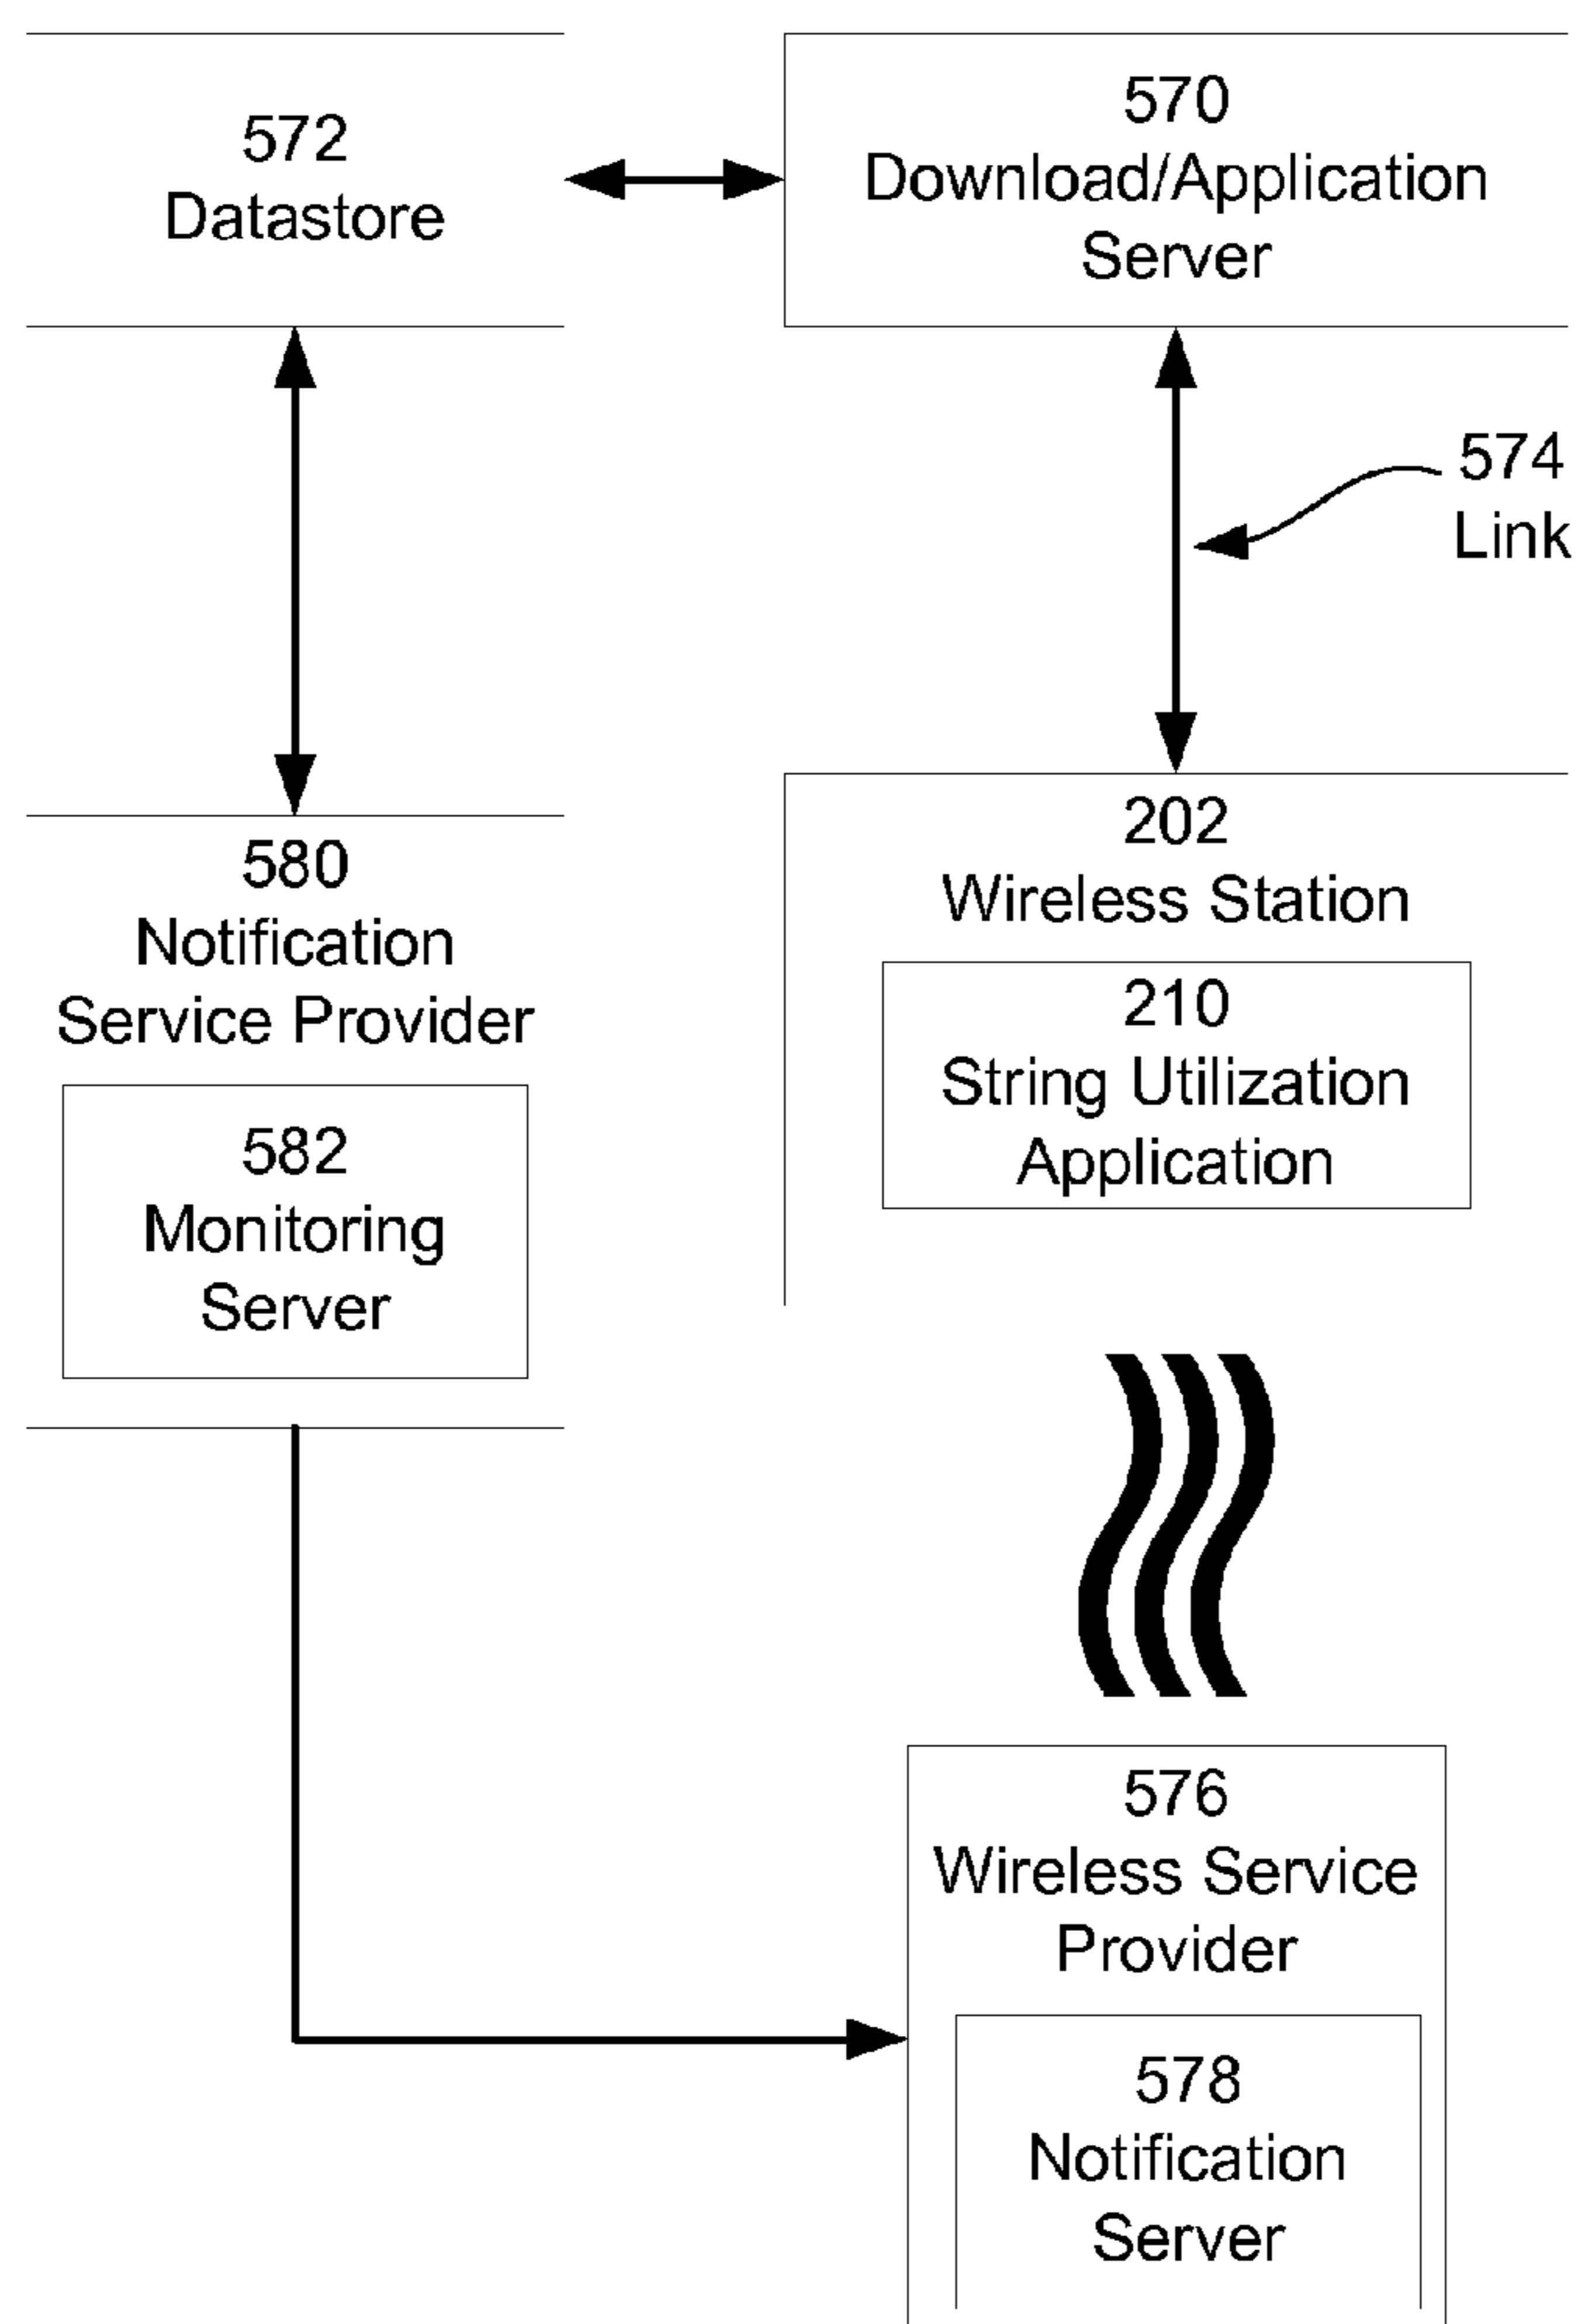 572
Datastore
570
Download/Application
Server
574
Link
580
Notification
Service Provider
582
Monitoring
Server
202
Wireless Station
210
String Utilization
Application
576
Wireless Service
Provider
578
Notification
Server